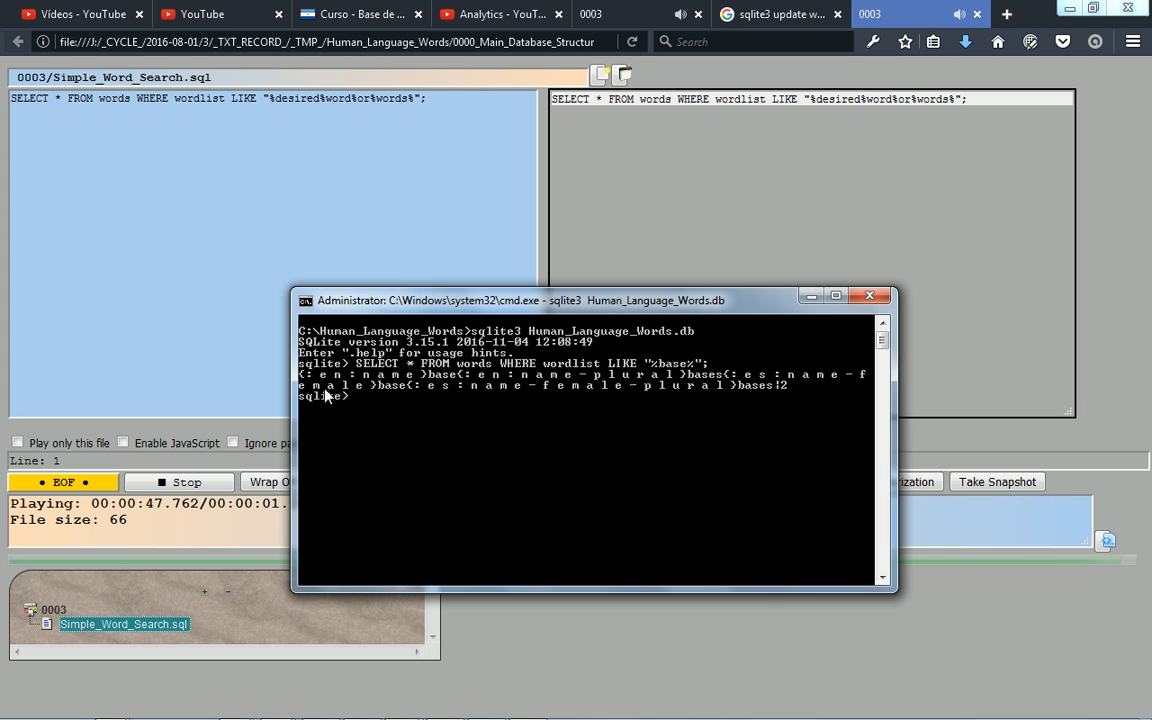 Vídeos - YouTube
YouTube
Curso - Base de ...
Analytics - YouT...
0003
sqlite3 update w...
0003
file:///J:/_CYCLE_/2016-08-01/3/_TXT_RECORD_/_TMP_/Human_Language_Words/0000_Main_Database_Structur
Search
0003/Simple_Word_Search.sql
SELECT * FROM words WHERE wordlist LIKE "%desired%word%or%words%";
SELECT * FROM words WHERE wordlist LIKE "%desired%word%or%words%";
Administrator: C:\Windows\system32\cmd.exe - sqlite3 Human_Language_Words.db
C:\Human_Language_Words>sqlite3 Human_Language_Words.db
SQLite version 3.15.1 2016-11-04 12:08:49
Enter ".help" for usage hints.
sqlite> SELECT * FROM words WHERE wordlist LIKE "%base%";
{: e n : n a m e }base{: e n : n a m e - p l u r a l }bases{: e s : n a m e - f
e m a l e }base{: e s : n a m e - f e m a l e - p l u r a l }bases|2
sqlite>
Play only this file
Enable JavaScript
Ignore pa
Line: 1
• EOF •
■ Stop
Wrap O
rization
Take Snapshot
Playing: 00:00:47.762/00:00:01.
File size: 66
+ -
0003
Simple_Word_Search.sql